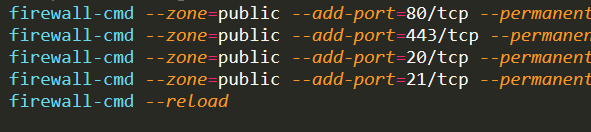 firewall-cmd --zone=public --add-port=80/tcp --permanent
firewall-cmd --zone=public --add-port=443/tcp --permanen
firewall-cmd --zone=public --add-port=20/tcp --permanent
firewall-cmd --zone=public --add-port=21/tcp --permanent
firewall-cmd --reload